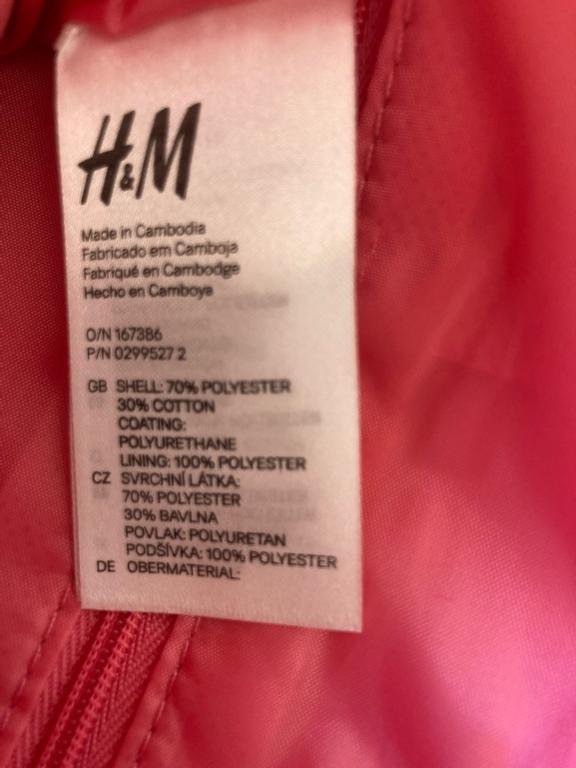 H&M
Made in Cambodia
Fabricado em Camboja
Fabriqué en Cambodge
Hecho en Camboya
O/N 167386
P/N 0299527 2
GB SHELL: 70% POLYESTER
30% COTTON
COATING:
POLYURETHANE
LINING: 100% POLYESTER
CZ SVRCHNÍ LÁTKA:
70% POLYESTER
30% BAVLNA
POVLAK: POLYURETAN
PODŠÍVKA: 100% POLYESTER
DE OBERMATERIAL: